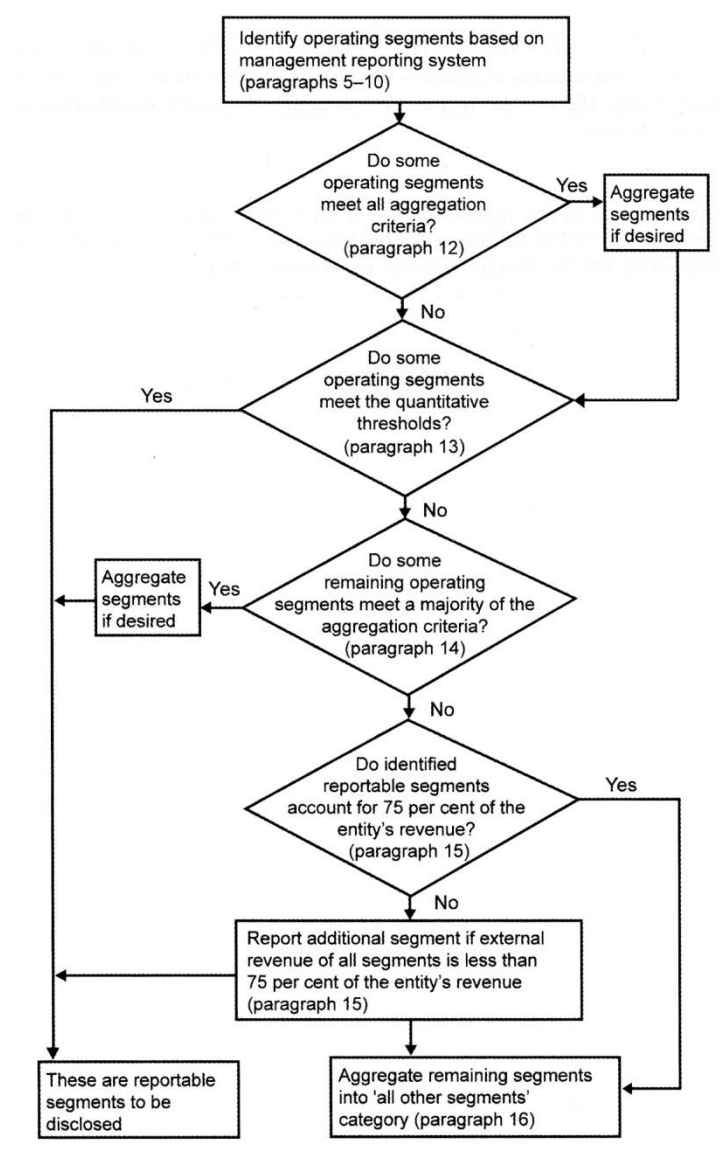 Identify operating segments based on
management reporting system
(paragraphs 5–10)
Do some
operating segments
meet all aggregation
criteria?
(paragraph 12)
Yes
Aggregate
segments
if desired
No
Do some
operating segments
meet the quantitative
thresholds?
(paragraph 13)
Yes
No
Do some
remaining operating
segments meet a majority of the
aggregation criteria?
(paragraph 14)
Yes
Aggregate
segments
if desired
No
Do identified
reportable segments
account for 75 per cent of the
entity's revenue?
(paragraph 15)
Yes
No
Report additional segment if external
revenue of all segments is less than
75 per cent of the entity's revenue
(paragraph 15)
These are reportable
segments to be
disclosed
Aggregate remaining segments
into 'all other segments'
category (paragraph 16)